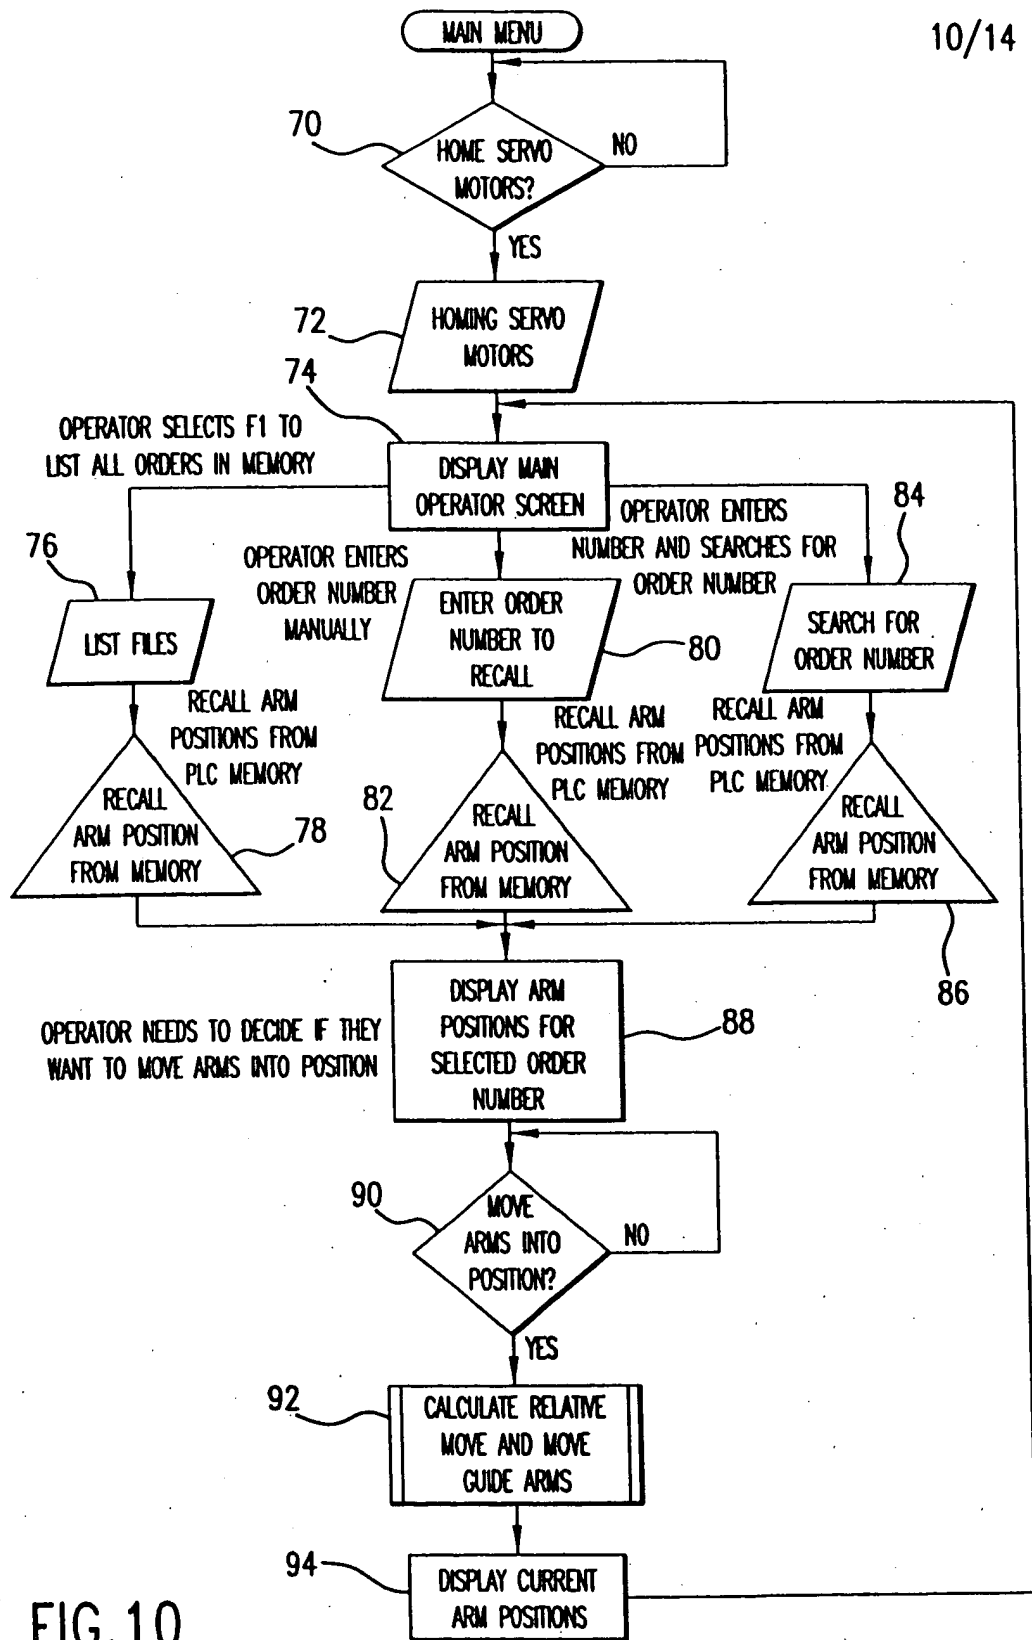 MAIN MENU
10/14
70
HOME SERVO
MOTORS?
NO
YES
72
HOMING SERVO
MOTORS
74
OPERATOR SELECTS F1 TO
LIST ALL ORDERS IN MEMORY
DISPLAY MAIN
OPERATOR SCREEN
84
OPERATOR ENTERS
NUMBER AND SEARCHES FOR
ORDER NUMBER
76
OPERATOR ENTERS
ORDER NUMBER
MANUALLY
LIST FILES
ENTER ORDER
NUMBER TO
RECALL
80
SEARCH FOR
ORDER NUMBER
RECALL ARM
POSITIONS FROM
PLC MEMORY
RECALL ARM
POSITIONS FROM
PLC MEMORY
RECALL ARM
POSITIONS FROM
PLC MEMORY
RECALL
ARM POSITION
FROM MEMORY
78
82
RECALL
ARM POSITION
FROM MEMORY
RECALL
ARM POSITION
FROM MEMORY
86
DISPLAY ARM
POSITIONS FOR
SELECTED ORDER
NUMBER
88
OPERATOR NEEDS TO DECIDE IF THEY
WANT TO MOVE ARMS INTO POSITION
90
MOVE
ARMS INTO
POSITION?
NO
YES
92
CALCULATE RELATIVE
MOVE AND MOVE
GUIDE ARMS
94
DISPLAY CURRENT
ARM POSITIONS
FIG.10